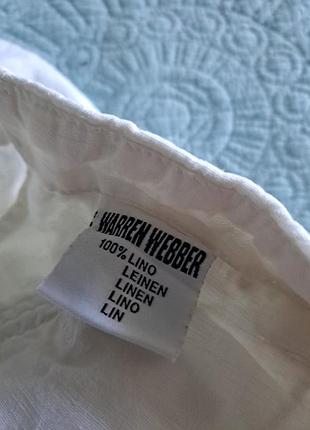 WARREN WEBBER
100% LINO
LEINEN
LINEN
LINO
LIN